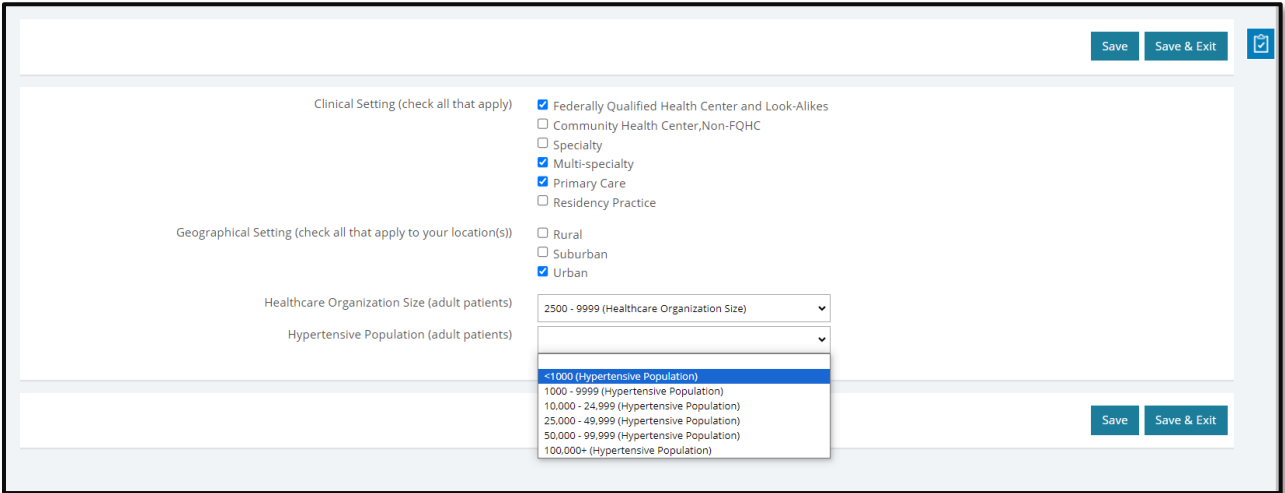 Save
Save & Exit
Clinical Setting (check all that apply)
Federally Qualified Health Center and Look-Alikes
Community Health Center,Non-FQHC
Specialty
Multi-specialty
Primary Care
Residency Practice
Geographical Setting (check all that apply to your location(s))
Rural
Suburban
Urban
Healthcare Organization Size (adult patients)
2500 - 9999 (Healthcare Organization Size)
Hypertensive Population (adult patients)
<1000 (Hypertensive Population)
1000 - 9999 (Hypertensive Population)
10,000 - 24,999 (Hypertensive Population)
25,000 - 49,999 (Hypertensive Population)
50,000 - 99,999 (Hypertensive Population)
100,000+ (Hypertensive Population)
Save
Save & Exit